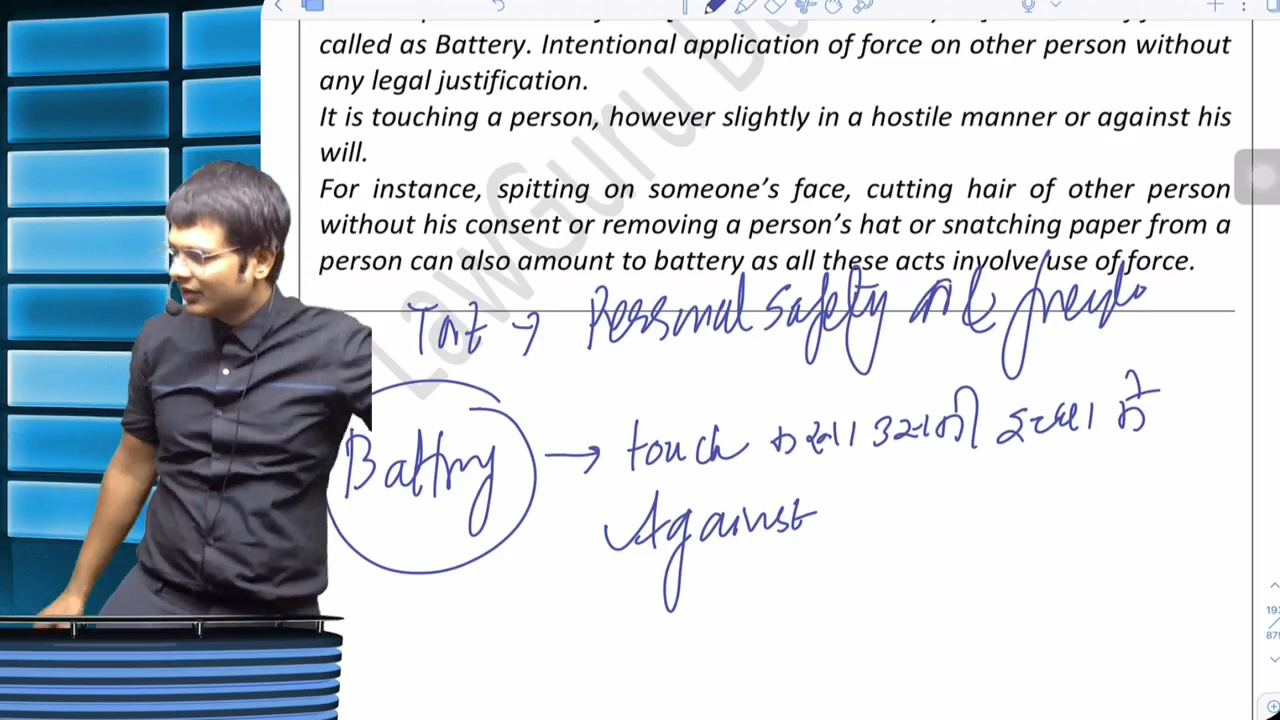 called as Battery. Intentional application of force on other person without
any legal justification.
It is touching a person, however slightly in a hostile manner or against his
will.
For instance, spitting on someone's face, cutting hair of other person
without his consent or removing a person's hat or snatching paper from a
person can also amount to battery as all these acts involve use of force.
LawGuru
Tort → Personal safety
Battery → touch करना उसकी इच्छा के
Against
193
875